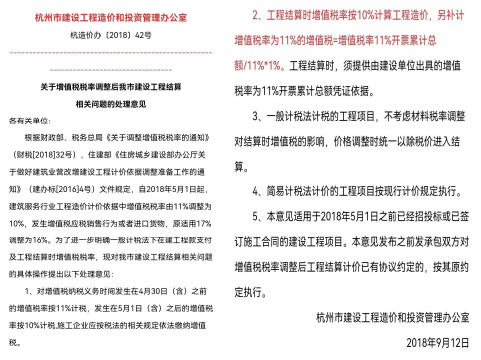 杭州市建设工程造价和投资管理办公室
杭造价办〔2018〕42号
关于增值税税率调整后我市建设工程结算
相关问题的处理意见
各有关单位：
根据财政部、税务总局《关于调整增值税税率的通知》
（财税[2018]32号）、住建部《住房城乡建设部办公厅关
于做好建筑业营改增建设工程计价依据调整准备工作的通
知》（建办标[2016]4号）文件规定，自2018年5月1日起，
建筑服务行业工程造价计价依据中增值税税率由11%调整为
10%，发生增值税应税销售行为或者进口货物，原适用17%
调整为16%。为了进一步明确一般计税法下在建工程款支付
及工程结算时增值税税率，现对我市建设工程结算相关问题
的具体操作提出以下处理意见：
1、对增值税纳税义务时间发生在4月30日（含）之前
的增值税率按11%计税，发生在5月1日（含）之后的增值税
率按10%计税，施工企业应按税法的相关规定依法缴纳增值
税。
2、工程结算时增值税率按10%计算工程造价，另补计
增值税率为11%的增值税=增值税率11%开票累计总
额/11%*1%。工程结算时，须提供由建设单位出具的增值
税率为11%开票累计总额凭证依据。
3、一般计税法计价的工程项目，不考虑材料税率调整
对结算时增值税的影响，价格调整时统一以除税价进入结
算。
4、简易计税法计价的工程项目按现行计价规定执行。
5、本意见适用于2018年5月1日之前已经招投标或已签
订施工合同的建设工程项目。本意见发布之前发承包双方对
增值税税率调整后工程结算计价已有协议约定的，按其原约
定执行。
杭州市建设工程造价和投资管理办公室
2018年9月12日